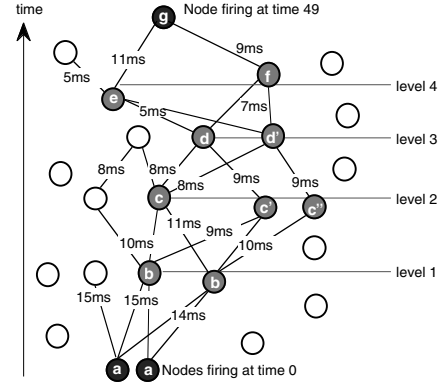 time
g Node firing at time 49
11ms 9ms
5ms f
e level 4
5ms 7ms
d d' level 3
8ms 8ms 8ms 9ms 9ms
c c' c'' level 2
11ms 9ms
10ms 10ms
b b level 1
15ms 15ms 14ms
a a Nodes firing at time 0